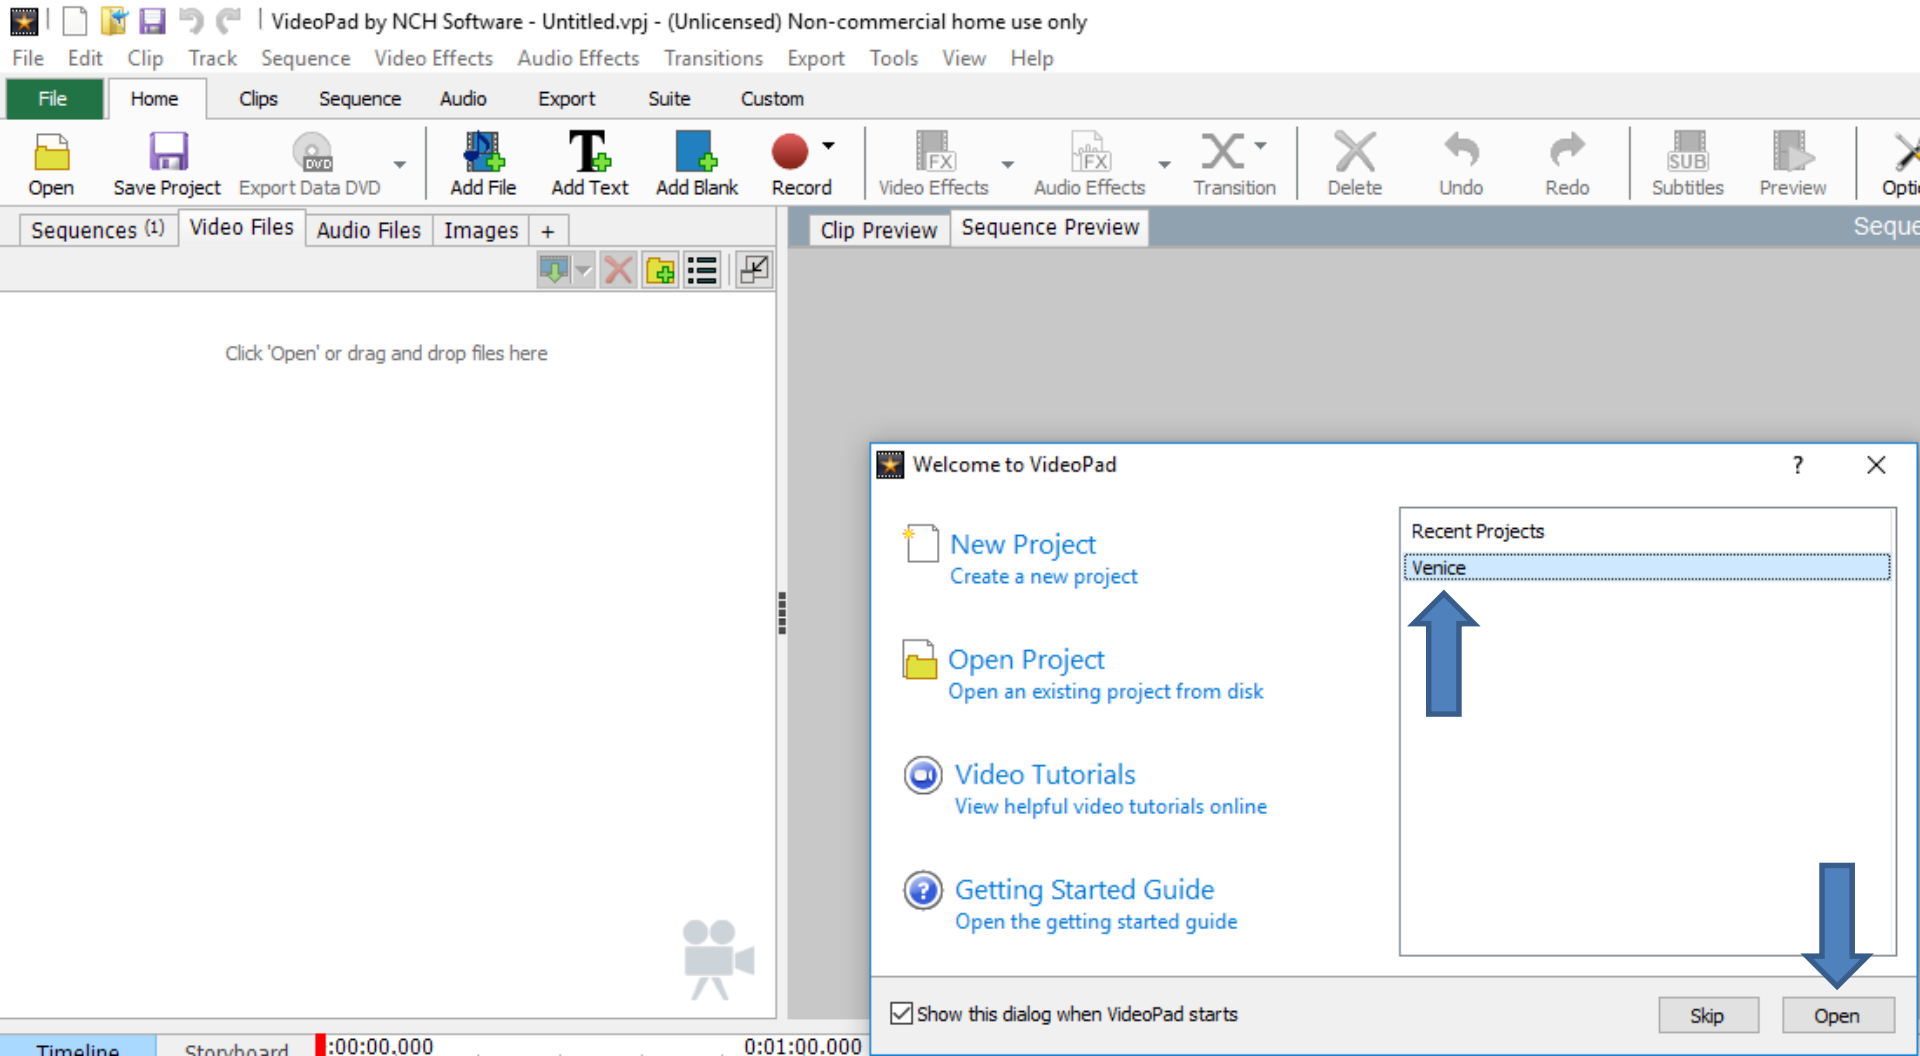 VideoPad by NCH Software - Untitled.vpj - (Unlicensed) Non-commercial home use only
File Edit Clip Track Sequence Video Effects Audio Effects Transitions Export Tools View Help
File Home Clips Sequence Audio Export Suite Custom
DVD FX FX SUB
Open Save Project Export Data DVD Add File Add Text Add Blank Record Video Effects Audio Effects Transition Delete Undo Redo Subtitles Preview
Sequences (1) Video Files Audio Files Images + Clip Preview Sequence Preview
Click 'Open' or drag and drop files here
Welcome to VideoPad ?
Recent Projects
New Project
Create a new project
Venice
Open Project
Open an existing project from disk
Video Tutorials
View helpful video tutorials online
Getting Started Guide
Open the getting started guide
Show this dialog when VideoPad starts Skip Open
Timeline Storyboard :00:00.000 0:01:00.000